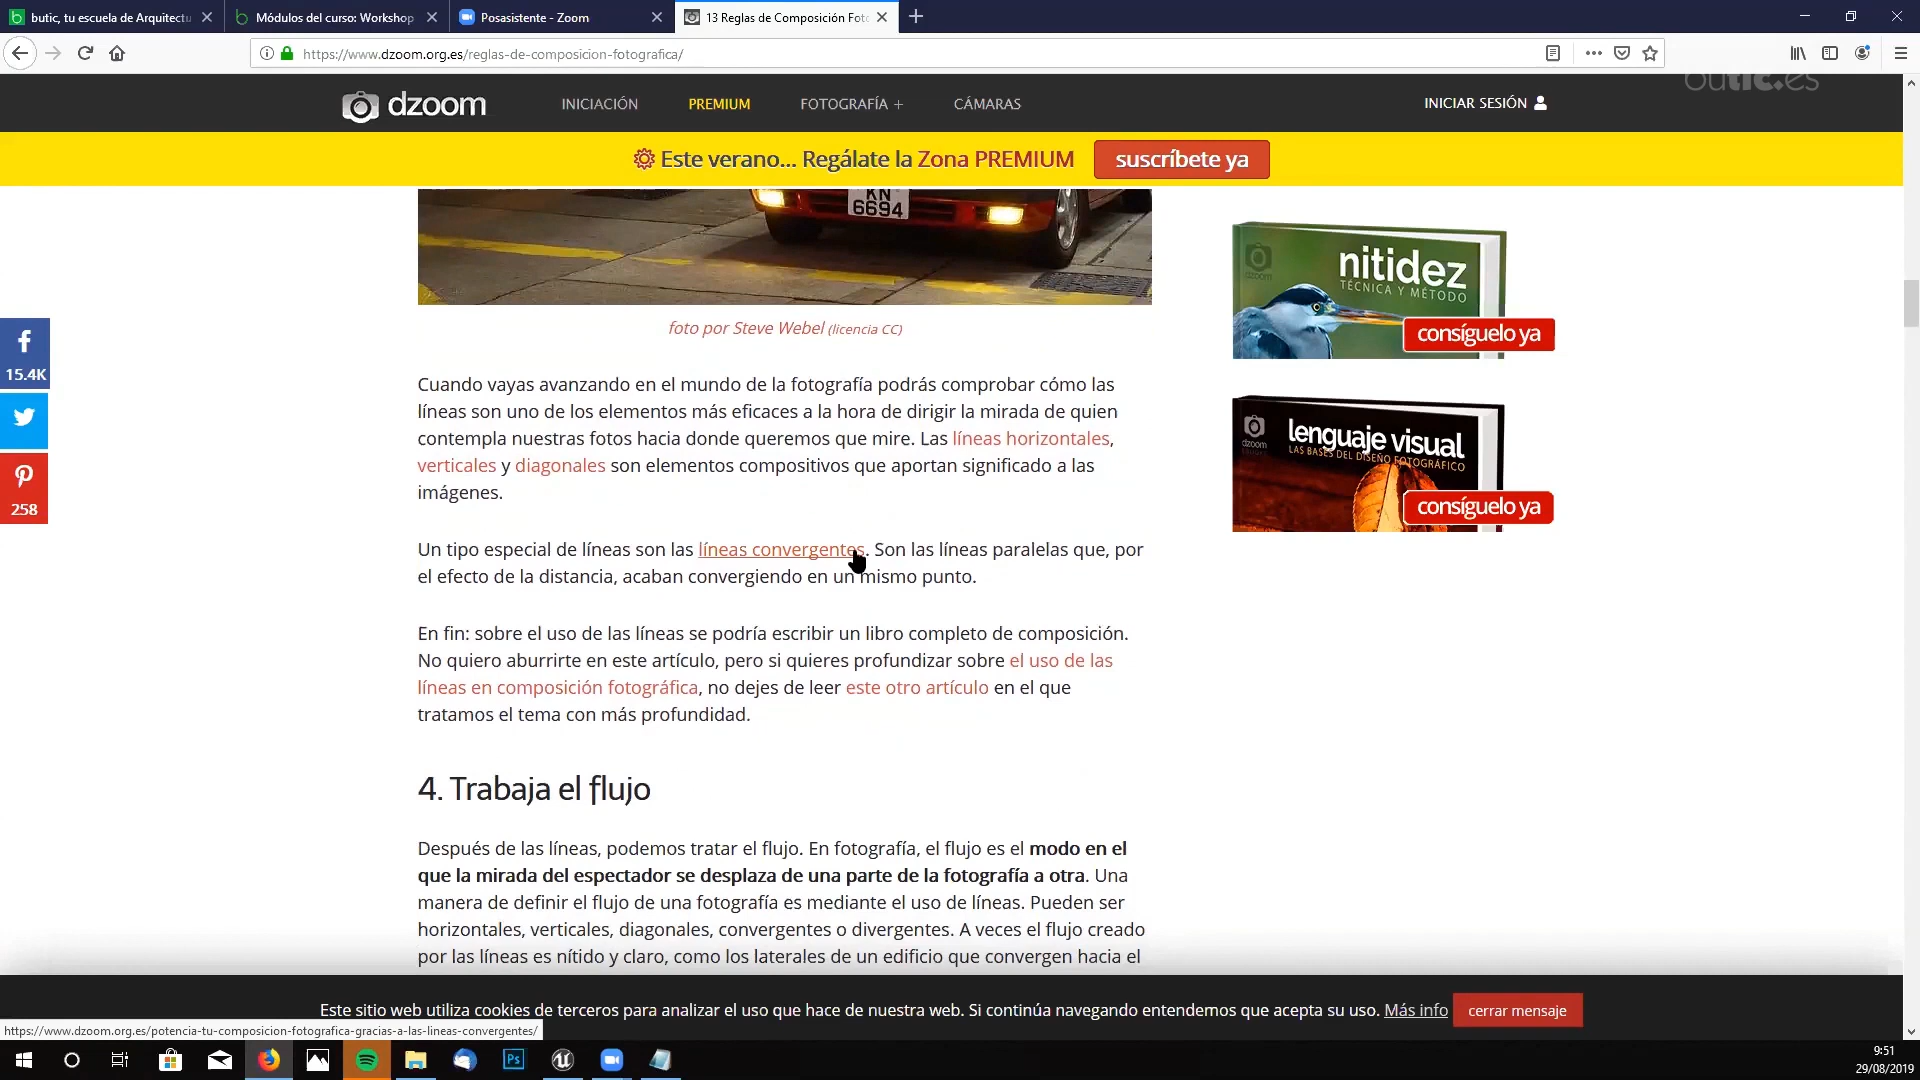 butic, tu escuela de Arquitectu
Módulos del curso: Workshop
Posasistente - Zoom
13 Reglas de Composición Foto
https://www.dzoom.org.es/reglas-de-composicion-fotografica/
butic.es
dzoom
INICIACIÓN
PREMIUM
FOTOGRAFÍA +
CÁMARAS
INICIAR SESIÓN
Este verano... Regálate la Zona PREMIUM
suscríbete ya
KN
6694
foto por Steve Webel (licencia CC)
nitidez
TÉCNICA Y MÉTODO
consíguelo ya
dzoom
lenguaje visual
LAS BASES DEL DISEÑO FOTOGRÁFICO
consíguelo ya
15.4K
258
Cuando vayas avanzando en el mundo de la fotografía podrás comprobar cómo las
líneas son uno de los elementos más eficaces a la hora de dirigir la mirada de quien
contempla nuestras fotos hacia donde queremos que mire. Las líneas horizontales,
verticales y diagonales son elementos compositivos que aportan significado a las
imágenes.
Un tipo especial de líneas son las líneas convergentes. Son las líneas paralelas que, por
el efecto de la distancia, acaban convergiendo en un mismo punto.
En fin: sobre el uso de las líneas se podría escribir un libro completo de composición.
No quiero aburrirte en este artículo, pero si quieres profundizar sobre el uso de las
líneas en composición fotográfica, no dejes de leer este otro artículo en el que
tratamos el tema con más profundidad.
4. Trabaja el flujo
Después de las líneas, podemos tratar el flujo. En fotografía, el flujo es el modo en el
que la mirada del espectador se desplaza de una parte de la fotografía a otra. Una
manera de definir el flujo de una fotografía es mediante el uso de líneas. Pueden ser
horizontales, verticales, diagonales, convergentes o divergentes. A veces el flujo creado
por las líneas es nítido y claro, como los laterales de un edificio que convergen hacia el
Este sitio web utiliza cookies de terceros para analizar el uso que hace de nuestra web. Si continúa navegando entendemos que acepta su uso. Más info
cerrar mensaje
https://www.dzoom.org.es/potencia-tu-composicion-fotografica-gracias-a-las-lineas-convergentes/
Ps
9:51
29/08/2019